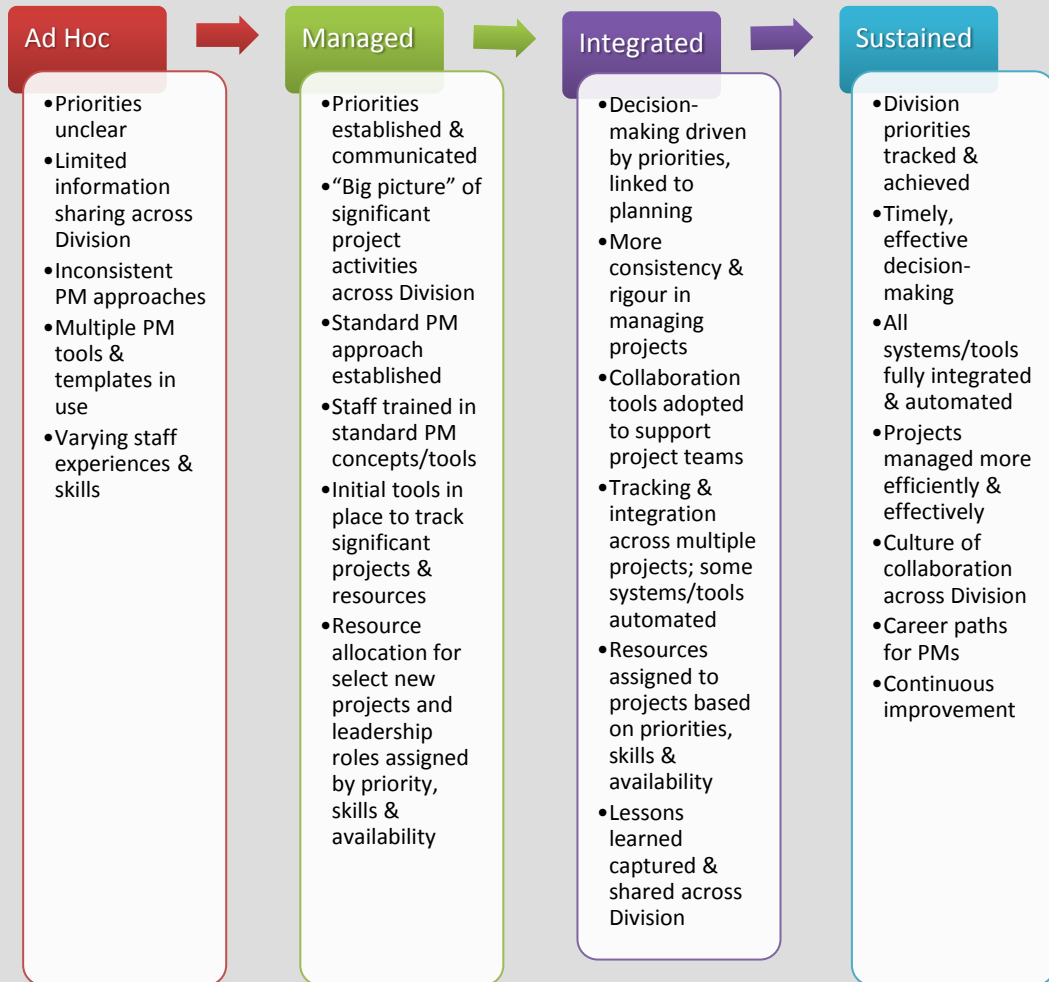 Ad Hoc
•Priorities
unclear
•Limited
information
sharing across
Division
•Inconsistent
PM approaches
•Multiple PM
tools &
templates in
use
•Varying staff
experiences &
skills
Managed
•Priorities
established &
communicated
•“Big picture” of
significant
project
activities
across Division
•Standard PM
approach
established
•Staff trained in
standard PM
concepts/tools
•Initial tools in
place to track
significant
projects &
resources
•Resource
allocation for
select new
projects and
leadership
roles assigned
by priority,
skills &
availability
Integrated
•Decision-
making driven
by priorities,
linked to
planning
•More
consistency &
rigour in
managing
projects
•Collaboration
tools adopted
to support
project teams
•Tracking &
integration
across multiple
projects; some
systems/tools
automated
•Resources
assigned to
projects based
on priorities,
skills &
availability
•Lessons
learned
captured &
shared across
Division
Sustained
•Division
priorities
tracked &
achieved
•Timely,
effective
decision-
making
•All
systems/tools
fully integrated
& automated
•Projects
managed more
efficiently &
effectively
•Culture of
collaboration
across Division
•Career paths
for PMs
•Continuous
improvement